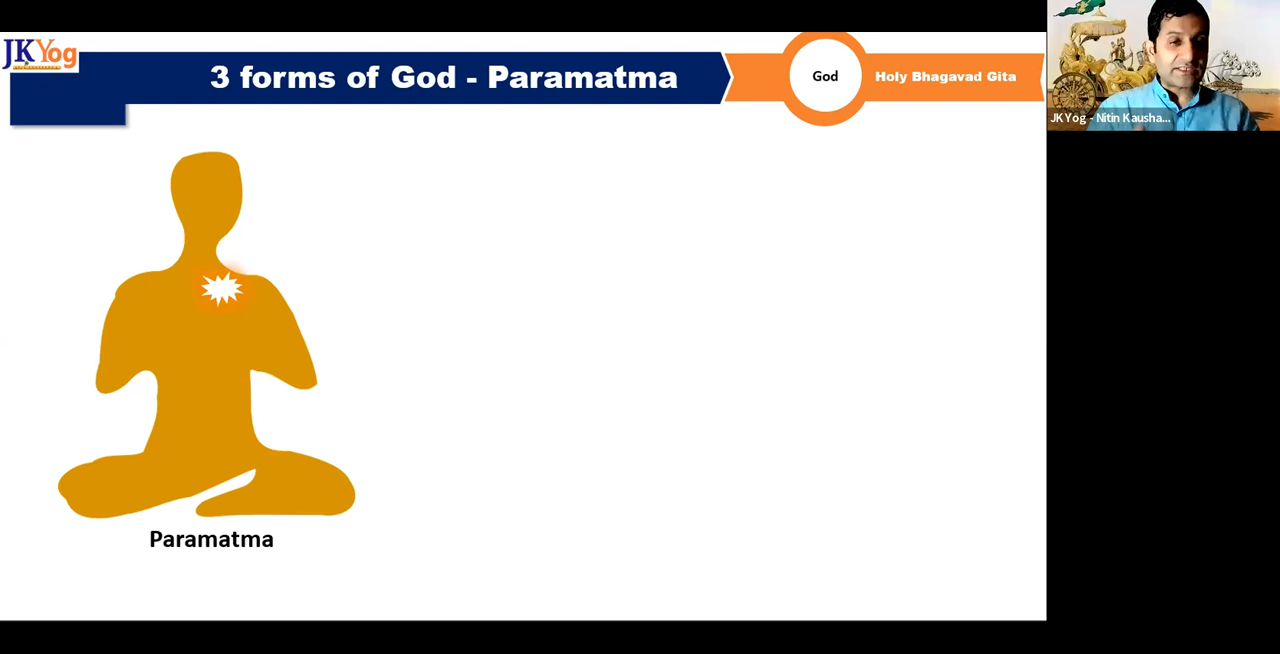 JKYog
3 forms of God - Paramatma
God
Holy Bhagavad Gita
JKYog - Nitin Kausha...
Paramatma